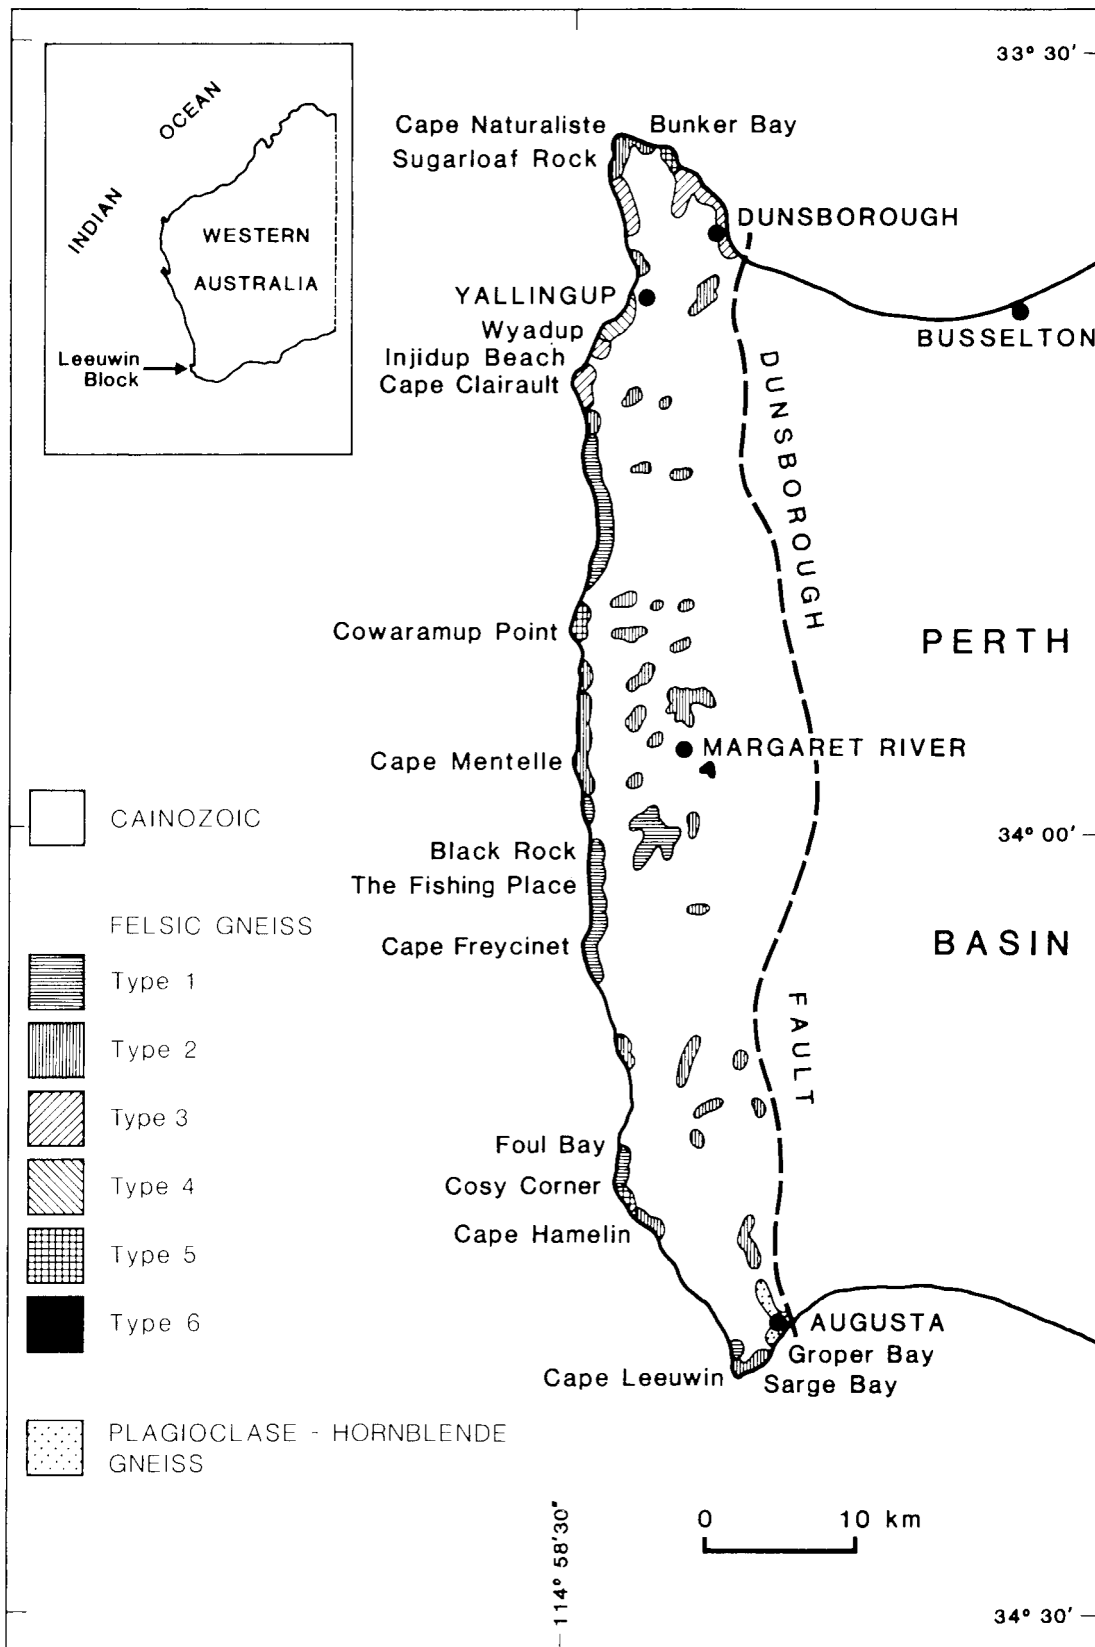 33° 30'
INDIAN OCEAN
WESTERN
AUSTRALIA
Leeuwin
Block
Cape Naturaliste
Bunker Bay
Sugarloaf Rock
DUNSBOROUGH
YALLINGUP
BUSSELTON
Wyadup
Injidup Beach
Cape Clairault
DUNSBOROUGH FAULT
Cowaramup Point
PERTH
BASIN
MARGARET RIVER
Cape Mentelle
34° 00'
Black Rock
The Fishing Place
Cape Freycinet
Foul Bay
Cosy Corner
Cape Hamelin
AUGUSTA
Groper Bay
Cape Leeuwin
Sarge Bay
CAINOZOIC
FELSIC GNEISS
Type 1
Type 2
Type 3
Type 4
Type 5
Type 6
PLAGIOCLASE - HORNBLENDE
GNEISS
0 10 km
114° 58'30"
34° 30'